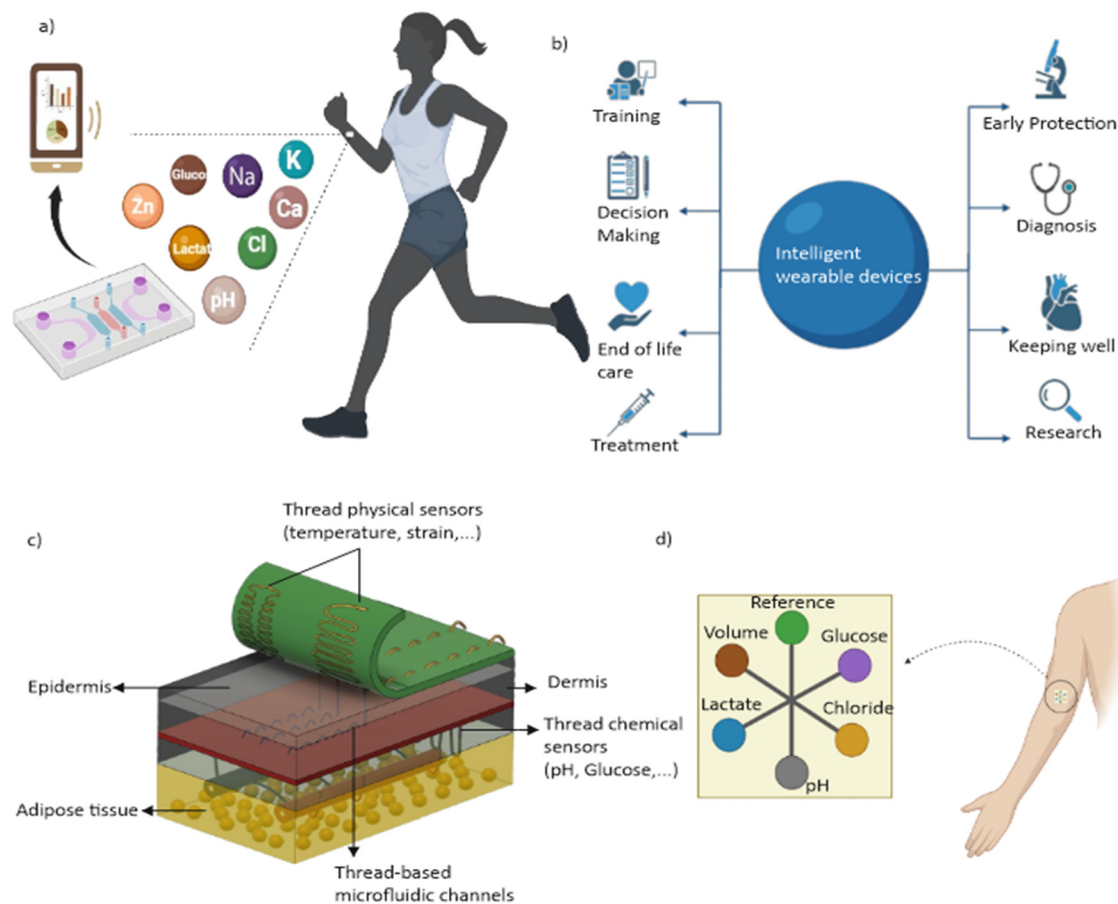 a)
Glucos
Na
K
Zn
Ca
Lactat
Cl
pH
b)
Training
Decision
Making
End of life
care
Treatment
Intelligent
wearable devices
Early Protection
Diagnosis
Keeping well
Research
c)
Thread physical sensors
(temperature, strain,...)
Epidermis
Dermis
Thread chemical
sensors
(pH, Glucose,...)
Adipose tissue
Thread-based
microfluidic channels
d)
Reference
Volume
Glucose
Lactate
Chloride
pH